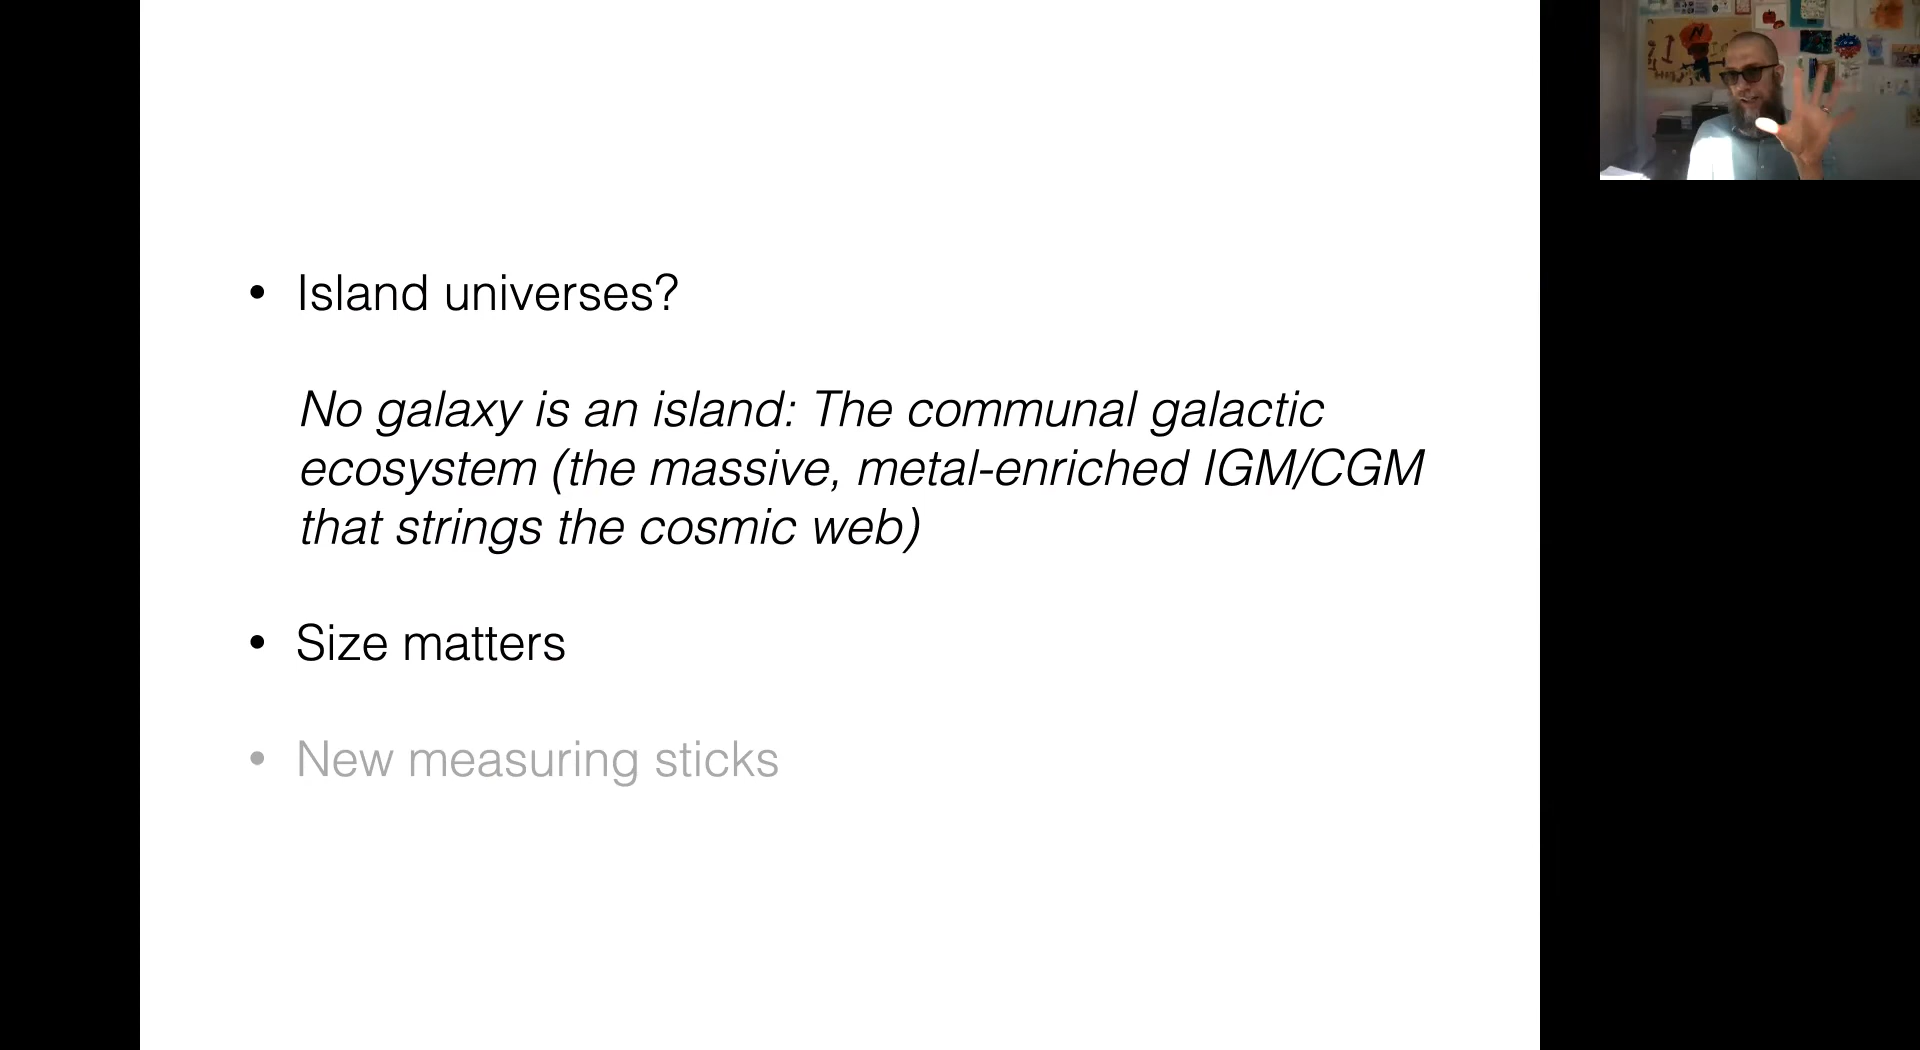 • Island universes?
No galaxy is an island: The communal galactic
ecosystem (the massive, metal-enriched IGM/CGM
that strings the cosmic web)
• Size matters
• New measuring sticks